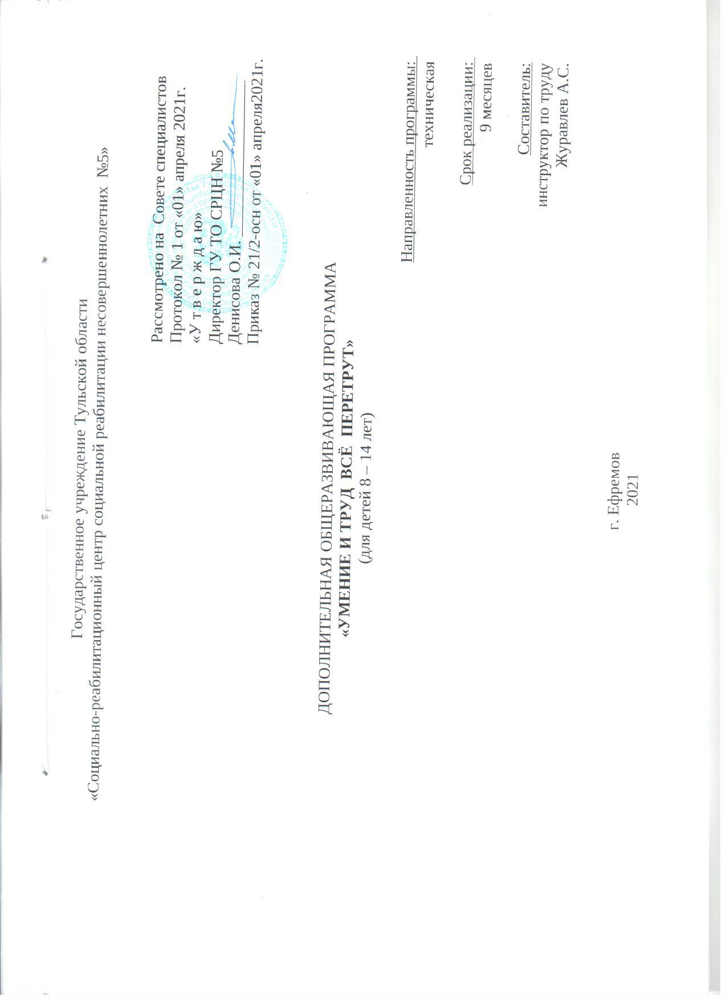 Государственное учреждение Тульской области
«Социально-реабилитационный центр социальной реабилитации несовершеннолетних №5»
Рассмотрено на Совете специалистов
Протокол № 1 от «01» апреля 2021г.
«У т в е р ж д а ю»
Директор ГУ ТО СРЦН №5
Денисова О.И.
Приказ № 21/2-осн от «01» апреля2021г.
ДОПОЛНИТЕЛЬНАЯ ОБЩЕРАЗВИВАЮЩАЯ ПРОГРАММА
«УМЕНИЕ И ТРУД ВСЁ ПЕРЕТРУТ»
(для детей 8 – 14 лет)
Направленность программы:
техническая
Срок реализации:
9 месяцев
Составитель:
инструктор по труду
Журавлев А.С.
г. Ефремов
2021